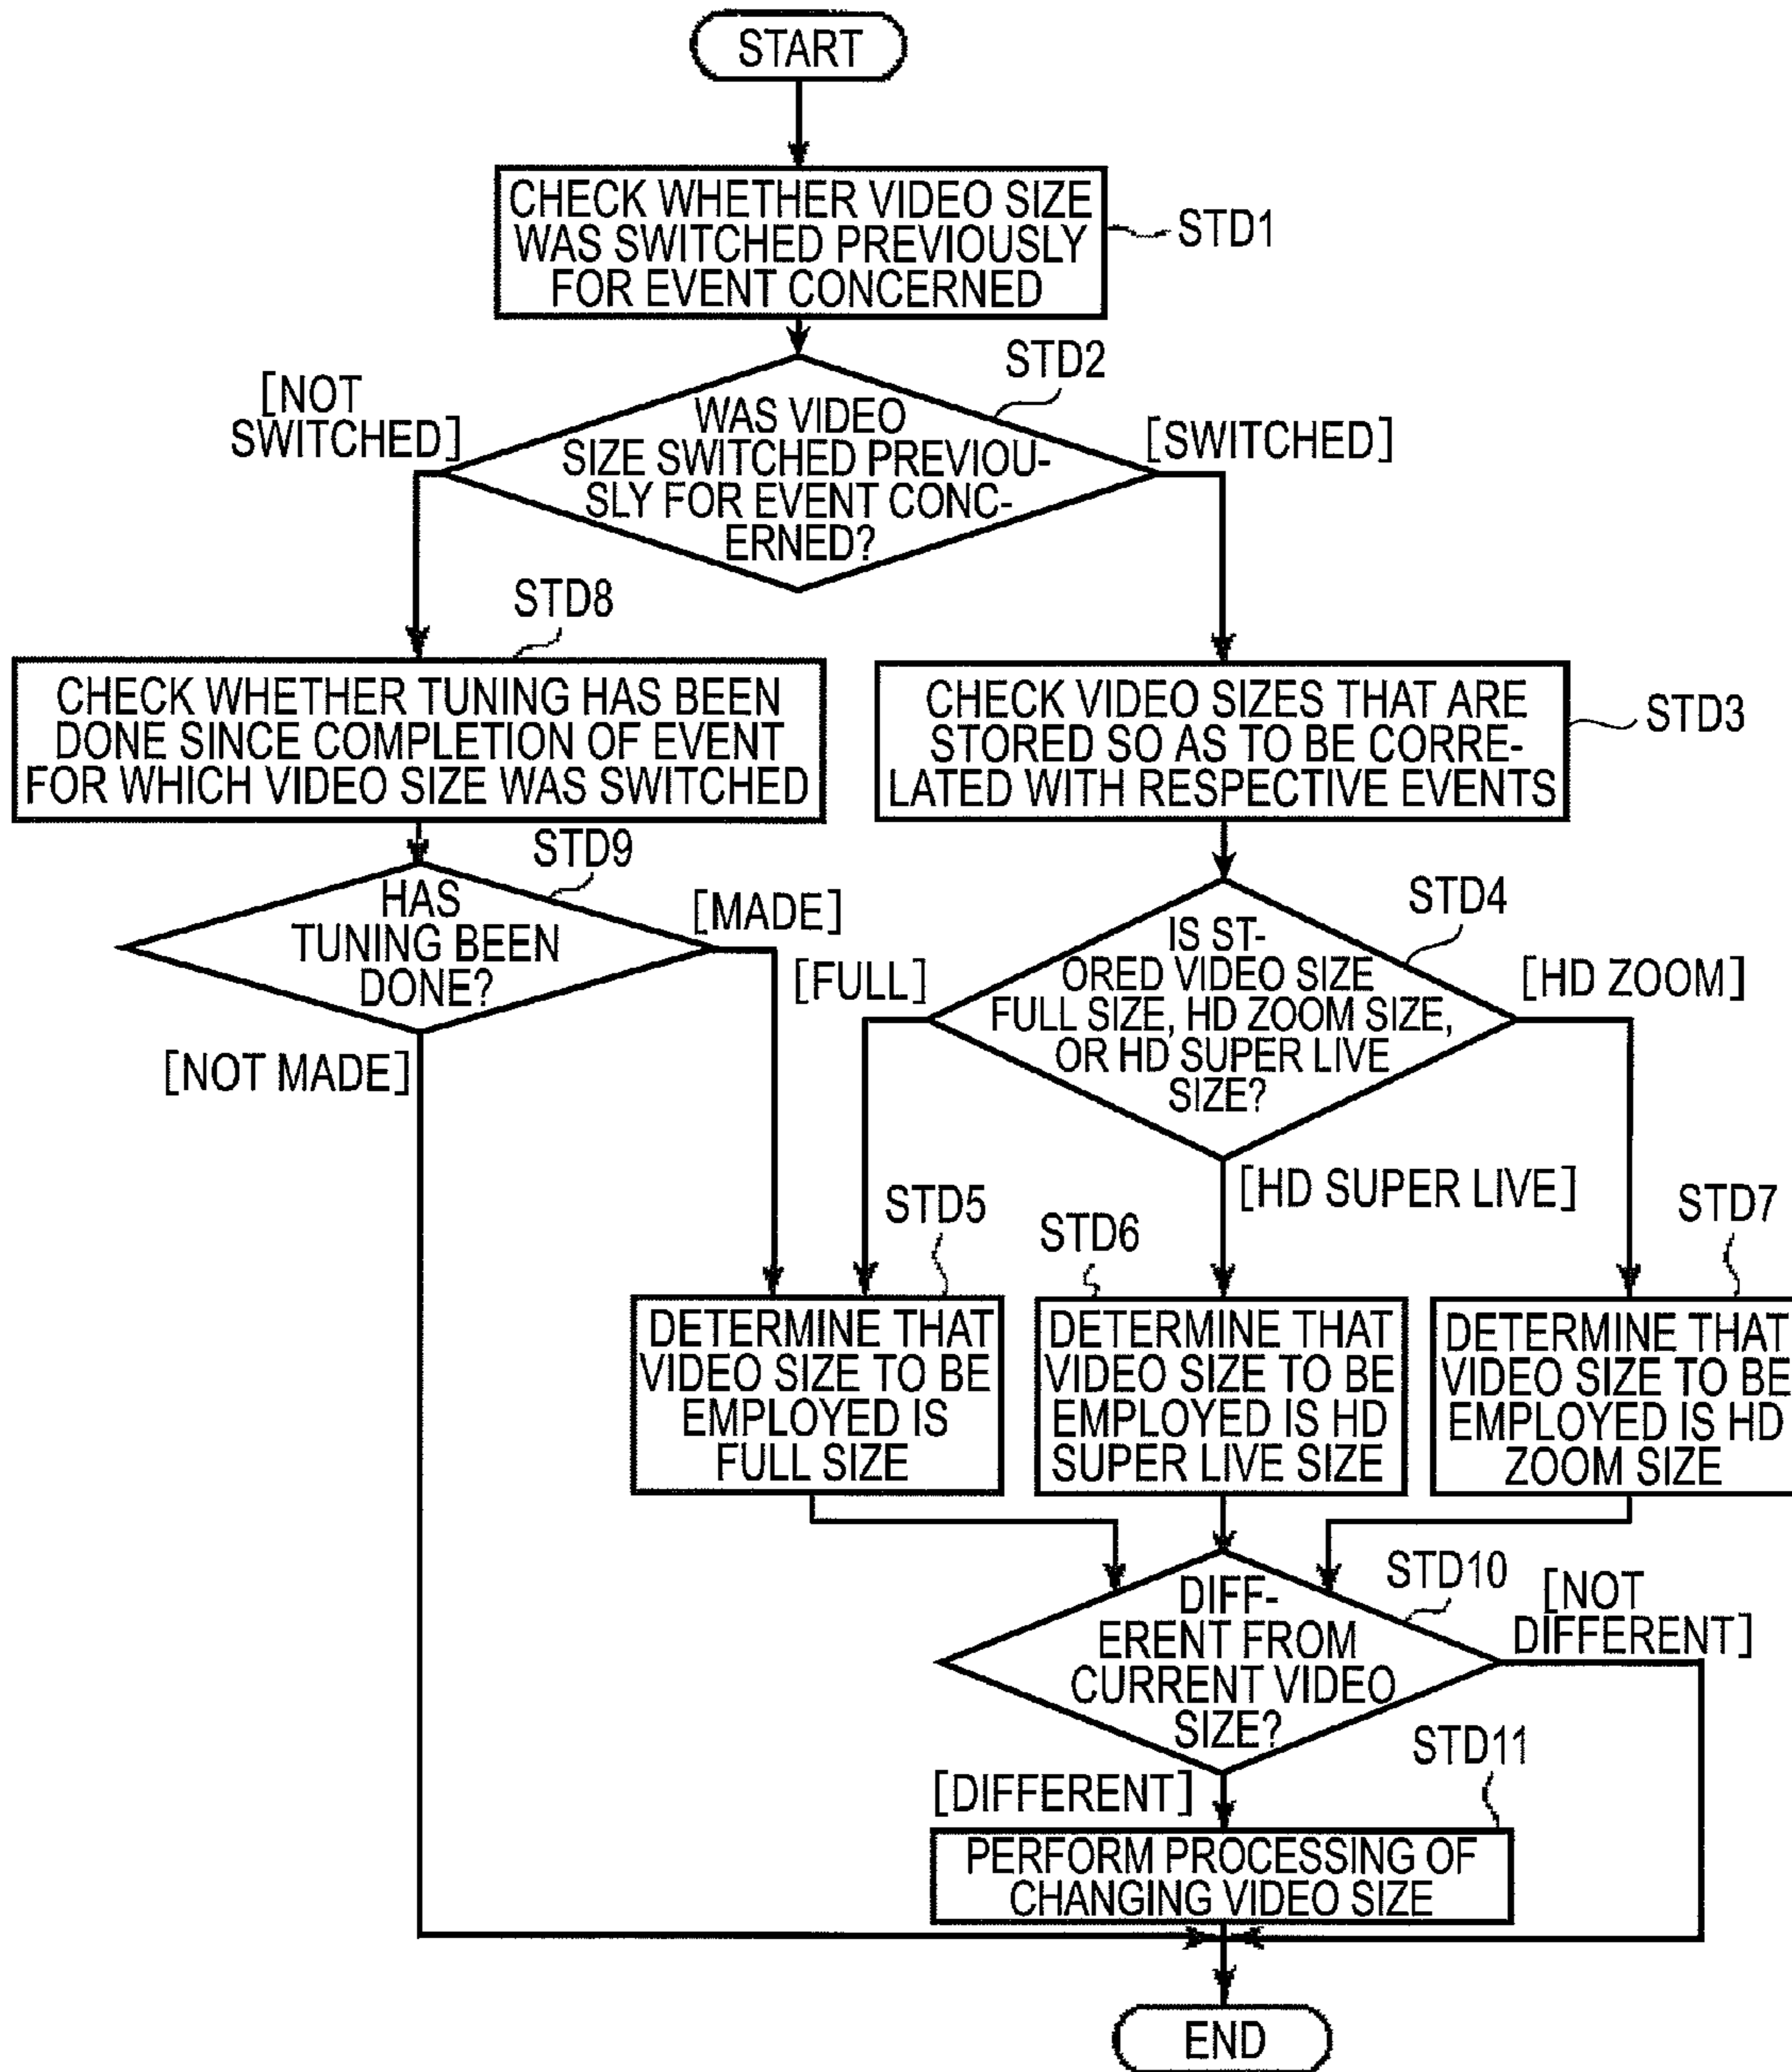 START
CHECK WHETHER VIDEO SIZE
WAS SWITCHED PREVIOUSLY
FOR EVENT CONCERNED
STD1
STD2
[NOT
SWITCHED]
WAS VIDEO
SIZE SWITCHED PREVIOU-
SLY FOR EVENT CONC-
ERNED?
[SWITCHED]
STD8
CHECK WHETHER TUNING HAS BEEN
DONE SINCE COMPLETION OF EVENT
FOR WHICH VIDEO SIZE WAS SWITCHED
CHECK VIDEO SIZES THAT ARE
STORED SO AS TO BE CORRE-
LATED WITH RESPECTIVE EVENTS
STD3
STD9
HAS
TUNING BEEN
DONE?
[MADE]
[NOT MADE]
STD4
[FULL]
IS ST-
ORED VIDEO SIZE
FULL SIZE, HD ZOOM SIZE,
OR HD SUPER LIVE
SIZE?
[HD ZOOM]
[HD SUPER LIVE]
STD5
STD6
STD7
DETERMINE THAT
VIDEO SIZE TO BE
EMPLOYED IS
FULL SIZE
DETERMINE THAT
VIDEO SIZE TO BE
EMPLOYED IS HD
SUPER LIVE SIZE
DETERMINE THAT
VIDEO SIZE TO BE
EMPLOYED IS HD
ZOOM SIZE
STD10
DIFF-
ERENT FROM
CURRENT VIDEO
SIZE?
[NOT
DIFFERENT]
[DIFFERENT]
STD11
PERFORM PROCESSING OF
CHANGING VIDEO SIZE
END